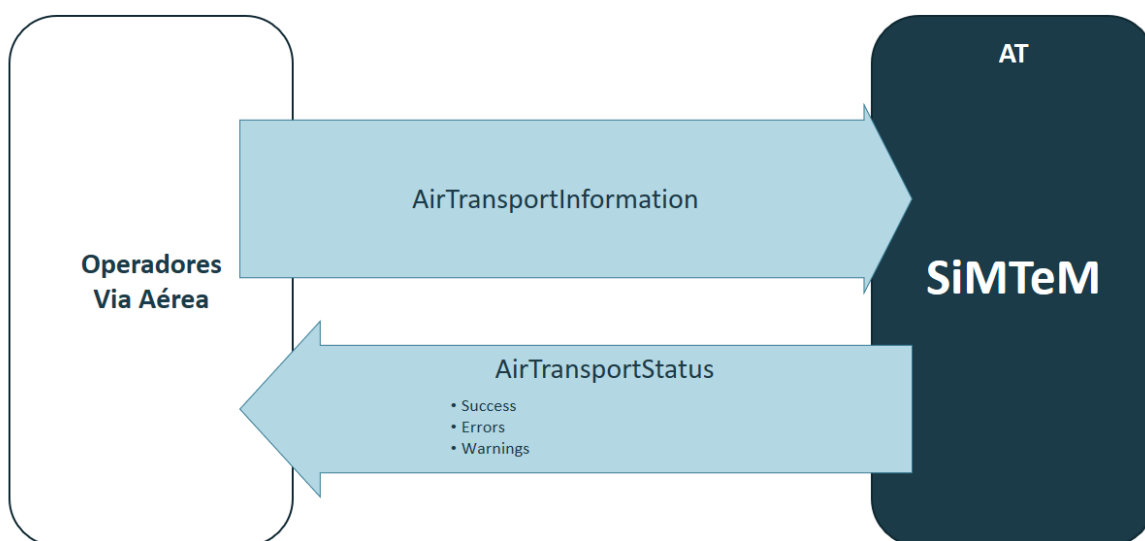 AT
AirTransportInformation
Operadores
Via Aérea
SiMTeM
AirTransportStatus
• Success
• Errors
• Warnings